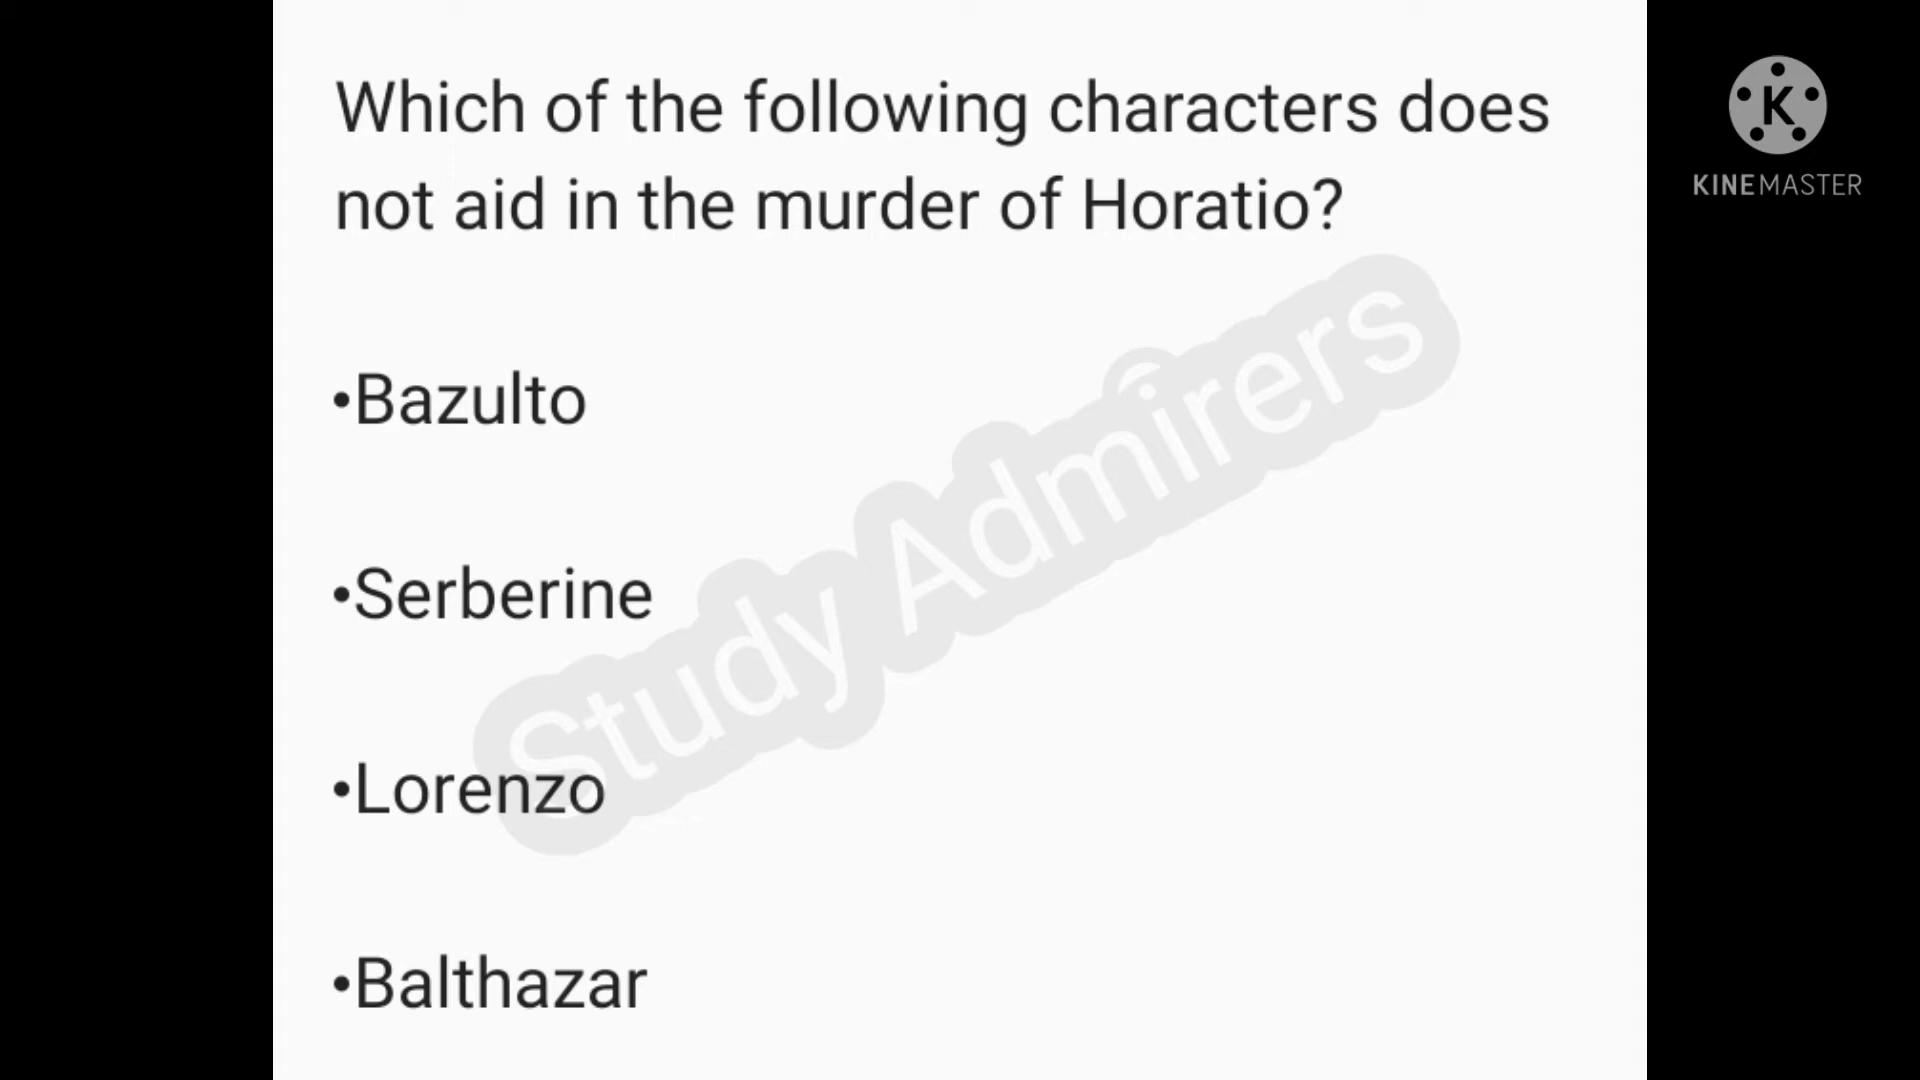 Which of the following characters does
not aid in the murder of Horatio?
•Bazulto
•Serberine
•Lorenzo
•Balthazar
Study Admirers
K
KINEMASTER